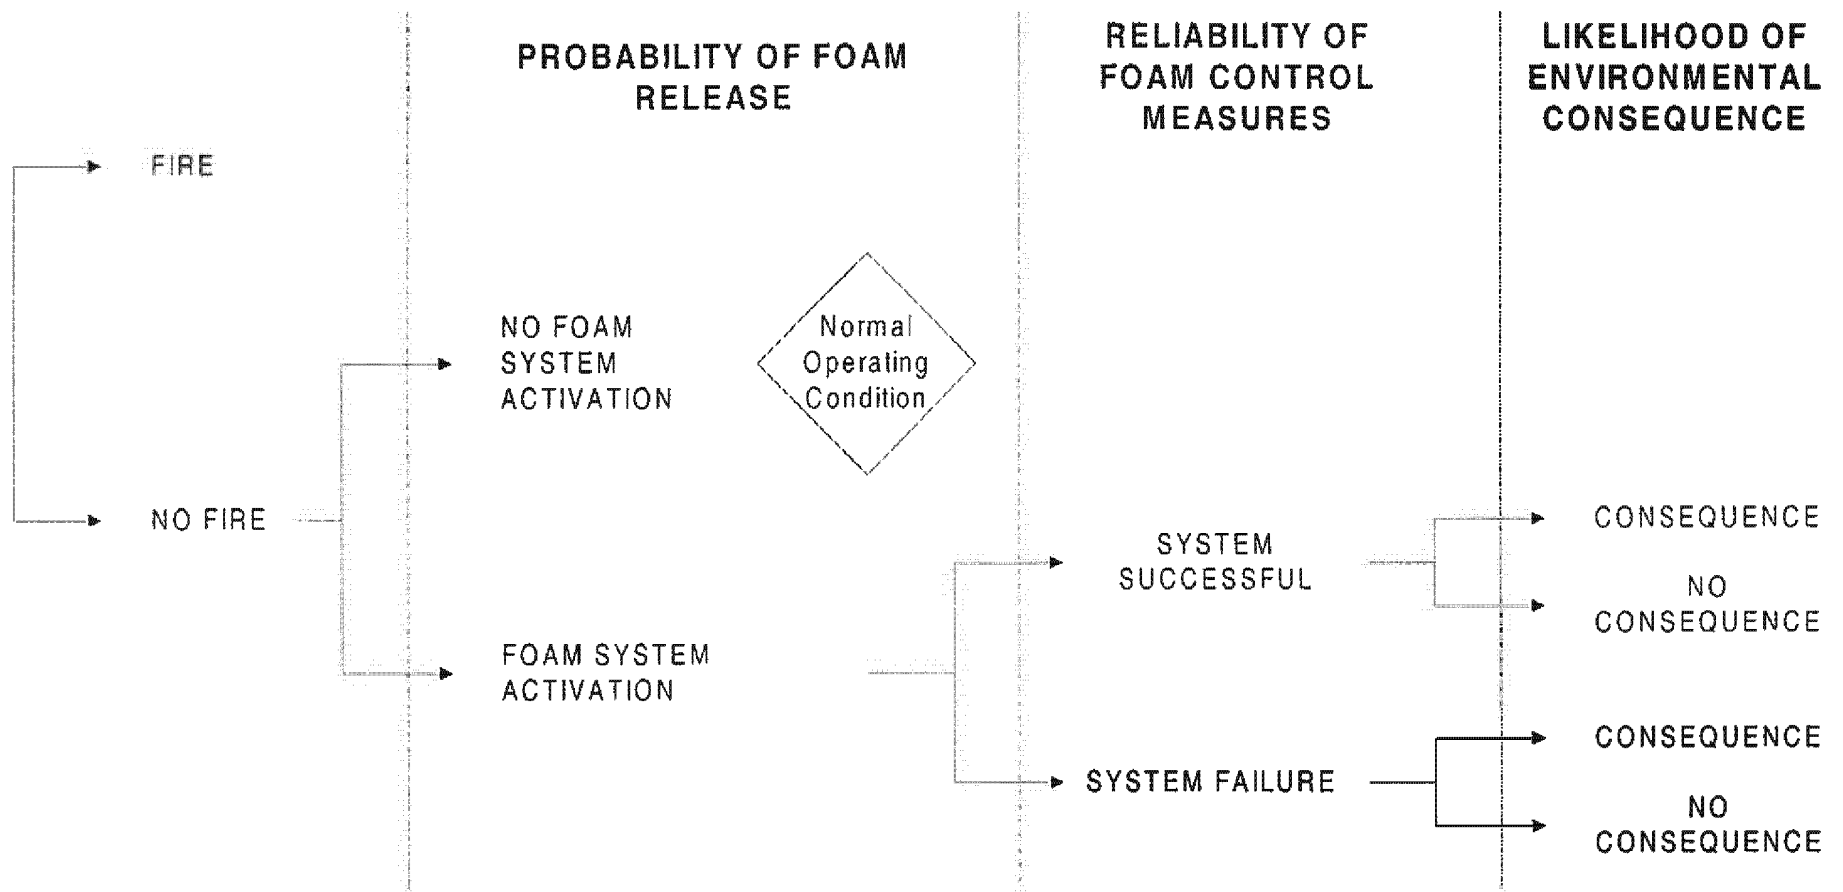 PROBABILITY OF FOAM
RELEASE
RELIABILITY OF
FOAM CONTROL
MEASURES
LIKELIHOOD OF
ENVIRONMENTAL
CONSEQUENCE
FIRE
NO FOAM
SYSTEM
ACTIVATION
Normal
Operating
Condition
NO FIRE
FOAM SYSTEM
ACTIVATION
SYSTEM
SUCCESSFUL
CONSEQUENCE
NO
CONSEQUENCE
SYSTEM FAILURE
CONSEQUENCE
NO
CONSEQUENCE